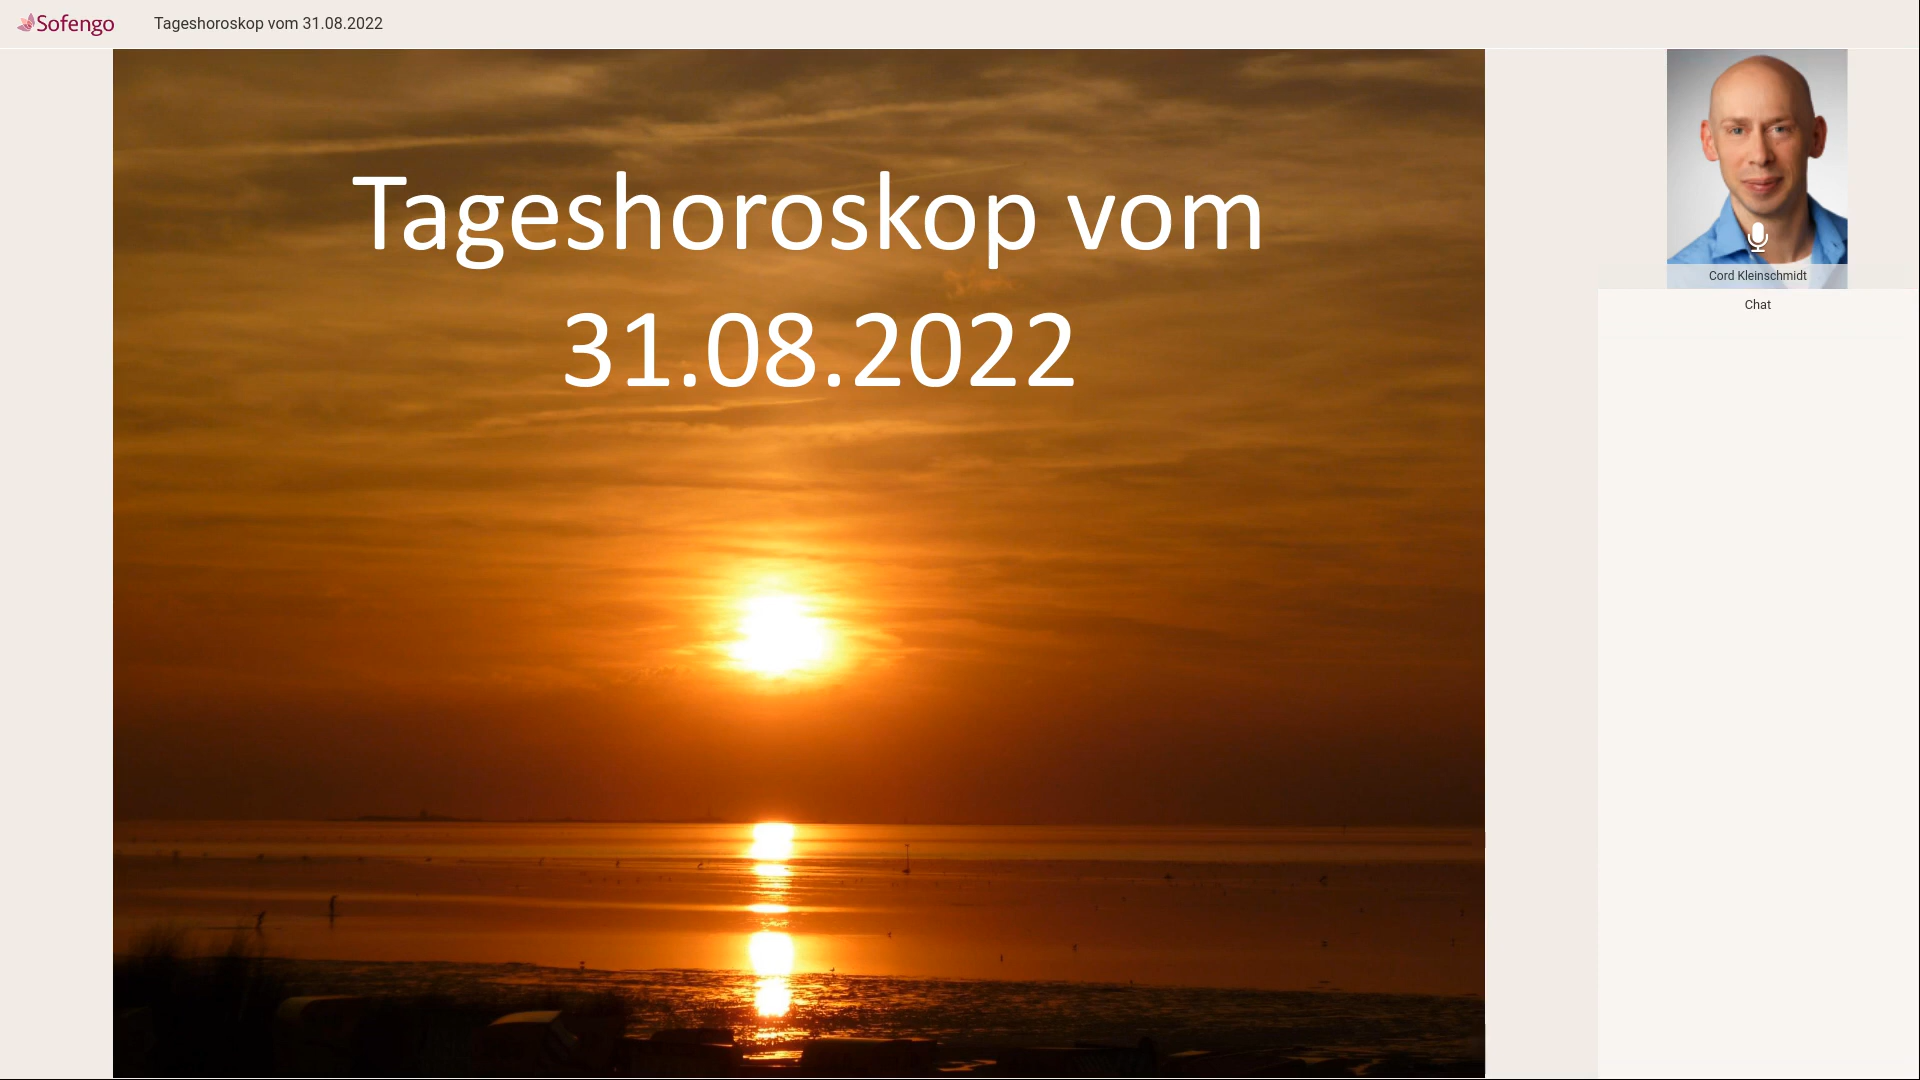 Sofengo
Tageshoroskop vom 31.08.2022
Tageshoroskop vom
31.08.2022
Cord Kleinschmidt
Chat